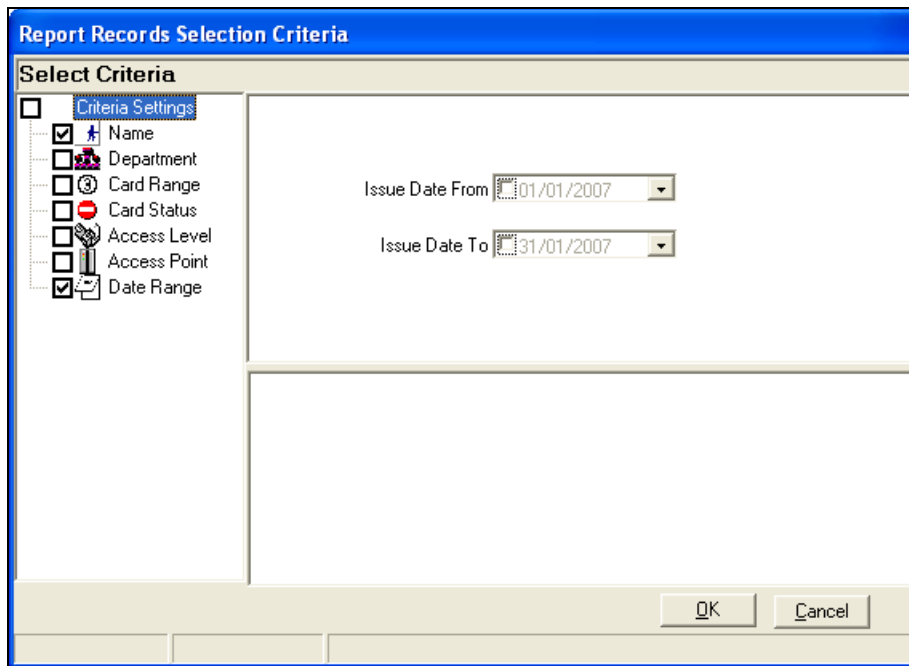 Report Records Selection Criteria
Select Criteria
Criteria Settings
Name
Department
Card Range
Card Status
Access Level
Access Point
Date Range
Issue Date From 01/01/2007
Issue Date To 31/01/2007
OK Cancel